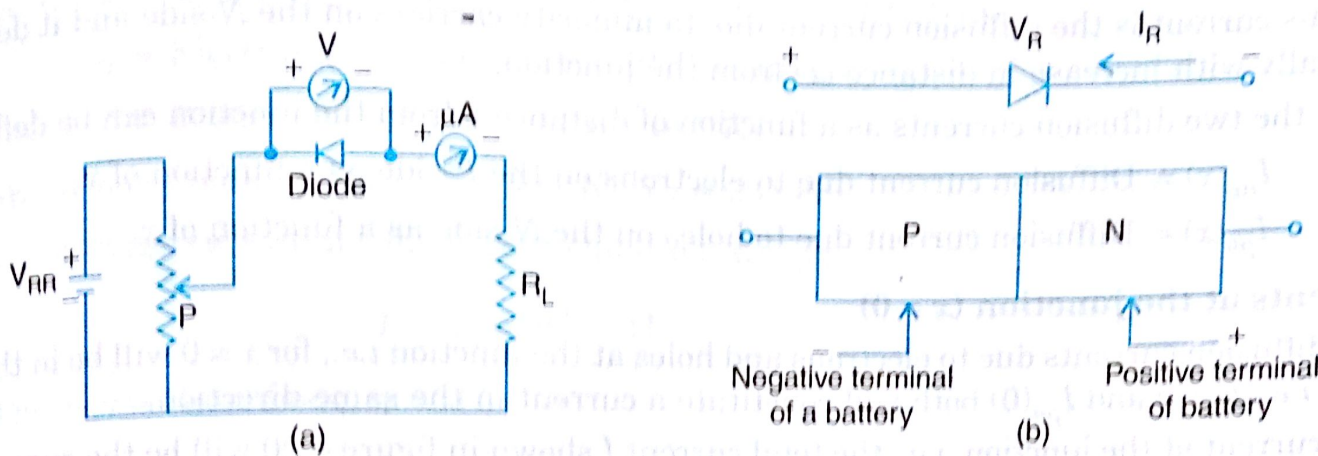 V
+ −
μA
+ −
Diode
V_RR
+
−
P
R_L
(a)
V_R
I_R
+ −
P
N
−
+
Negative terminal
of a battery
Positive terminal
of battery
(b)